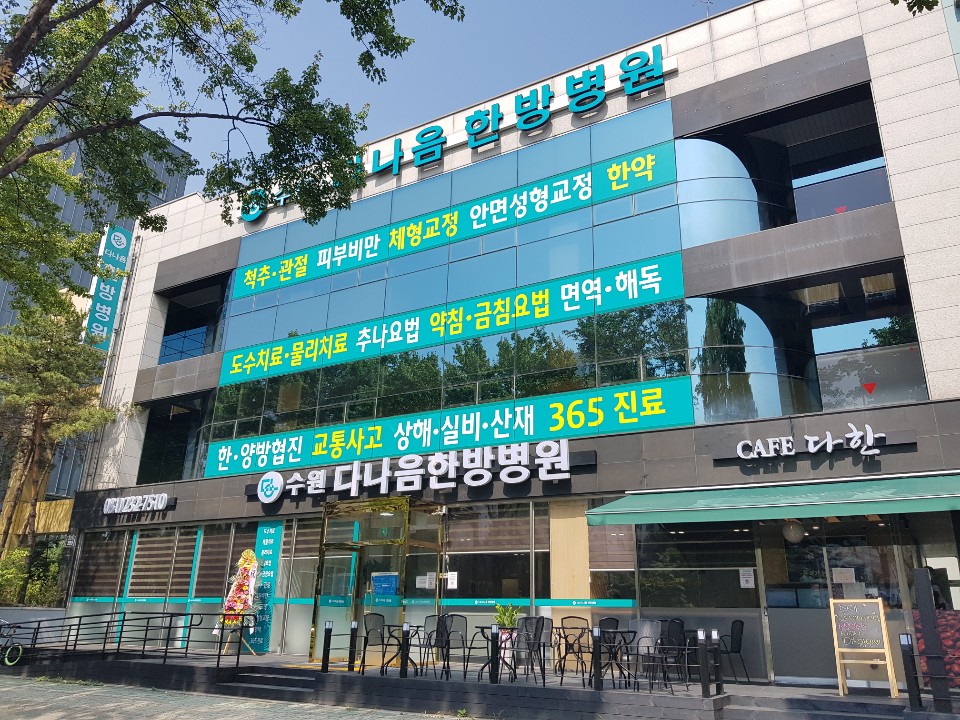 수원 다나음 한방병원
척추·관절 피부비만 체형교정 안면성형교정 한약
다나음 한방병원
도수치료·물리치료 추나요법 약침·금침요법 면역·해독
한·양방협진 교통사고 상해·실비·산재 365 진료
수원 다나음한방병원
CAFE 다한
031)232-7510